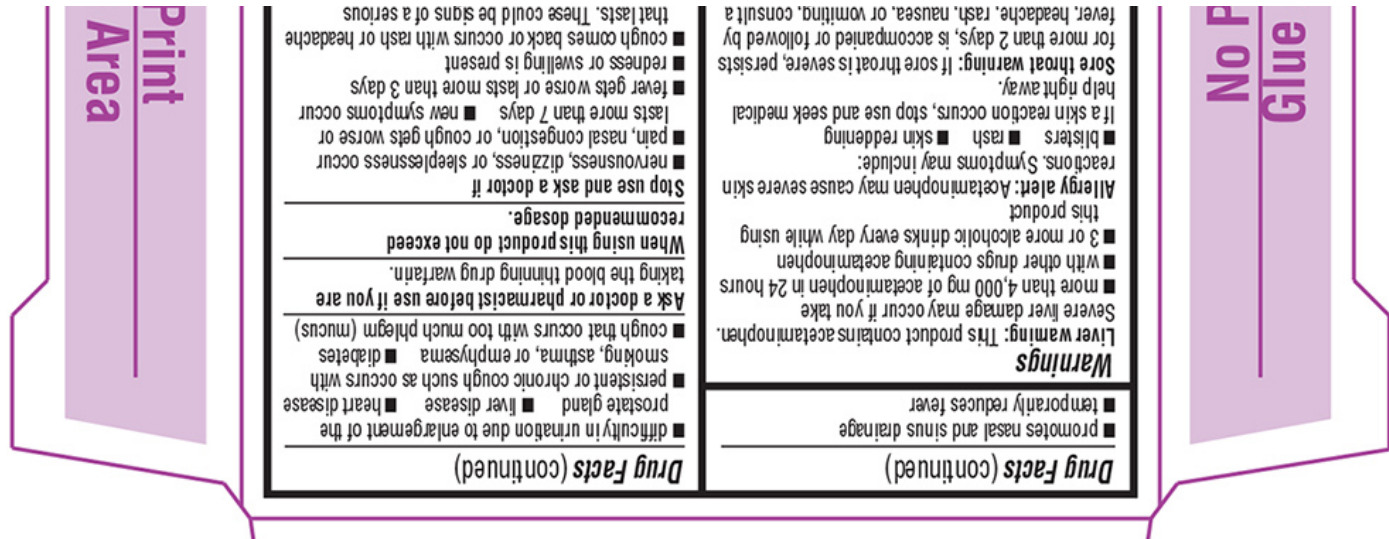 Drug Facts (continued)
■ promotes nasal and sinus drainage
■ temporarily reduces fever
Warnings
Liver warning: This product contains acetaminophen.
Severe liver damage may occur if you take
■ more than 4,000 mg of acetaminophen in 24 hours
■ with other drugs containing acetaminophen
■ 3 or more alcoholic drinks every day while using
this product
Allergy alert: Acetaminophen may cause severe skin
reactions. Symptoms may include:
■ blisters ■ rash ■ skin reddening
If a skin reaction occurs, stop use and seek medical
help right away.
Sore throat warning: If sore throat is severe, persists
for more than 2 days, is accompanied or followed by
fever, headache, rash, nausea, or vomiting, consult a
Drug Facts (continued)
■ difficulty in urination due to enlargement of the
prostate gland ■ liver disease ■ heart disease
■ persistent or chronic cough such as occurs with
smoking, asthma, or emphysema ■ diabetes
■ cough that occurs with too much phlegm (mucus)
Ask a doctor or pharmacist before use if you are
taking the blood thinning drug warfarin.
When using this product do not exceed
recommended dosage.
Stop use and ask a doctor if
■ nervousness, dizziness, or sleeplessness occur
■ pain, nasal congestion, or cough gets worse or
lasts more than 7 days ■ new symptoms occur
■ fever gets worse or lasts more than 3 days
■ redness or swelling is present
■ cough comes back or occurs with rash or headache
that lasts. These could be signs of a serious
Print
Area
No P
Glue